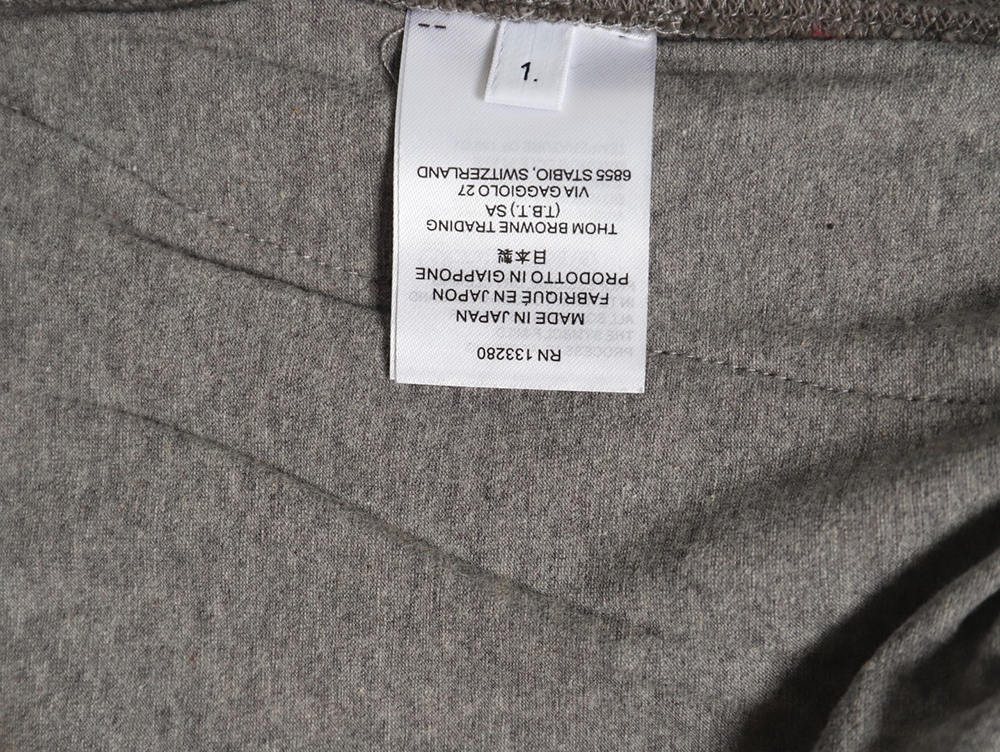 1.
RN 133280
MADE IN JAPAN
FABRIQUÉ EN JAPON
PRODOTTO IN GIAPPONE
日本製
THOM BROWNE TRADING
(T.B.T.) SA
VIA GAGGIOLO 27
6855 STABIO, SWITZERLAND